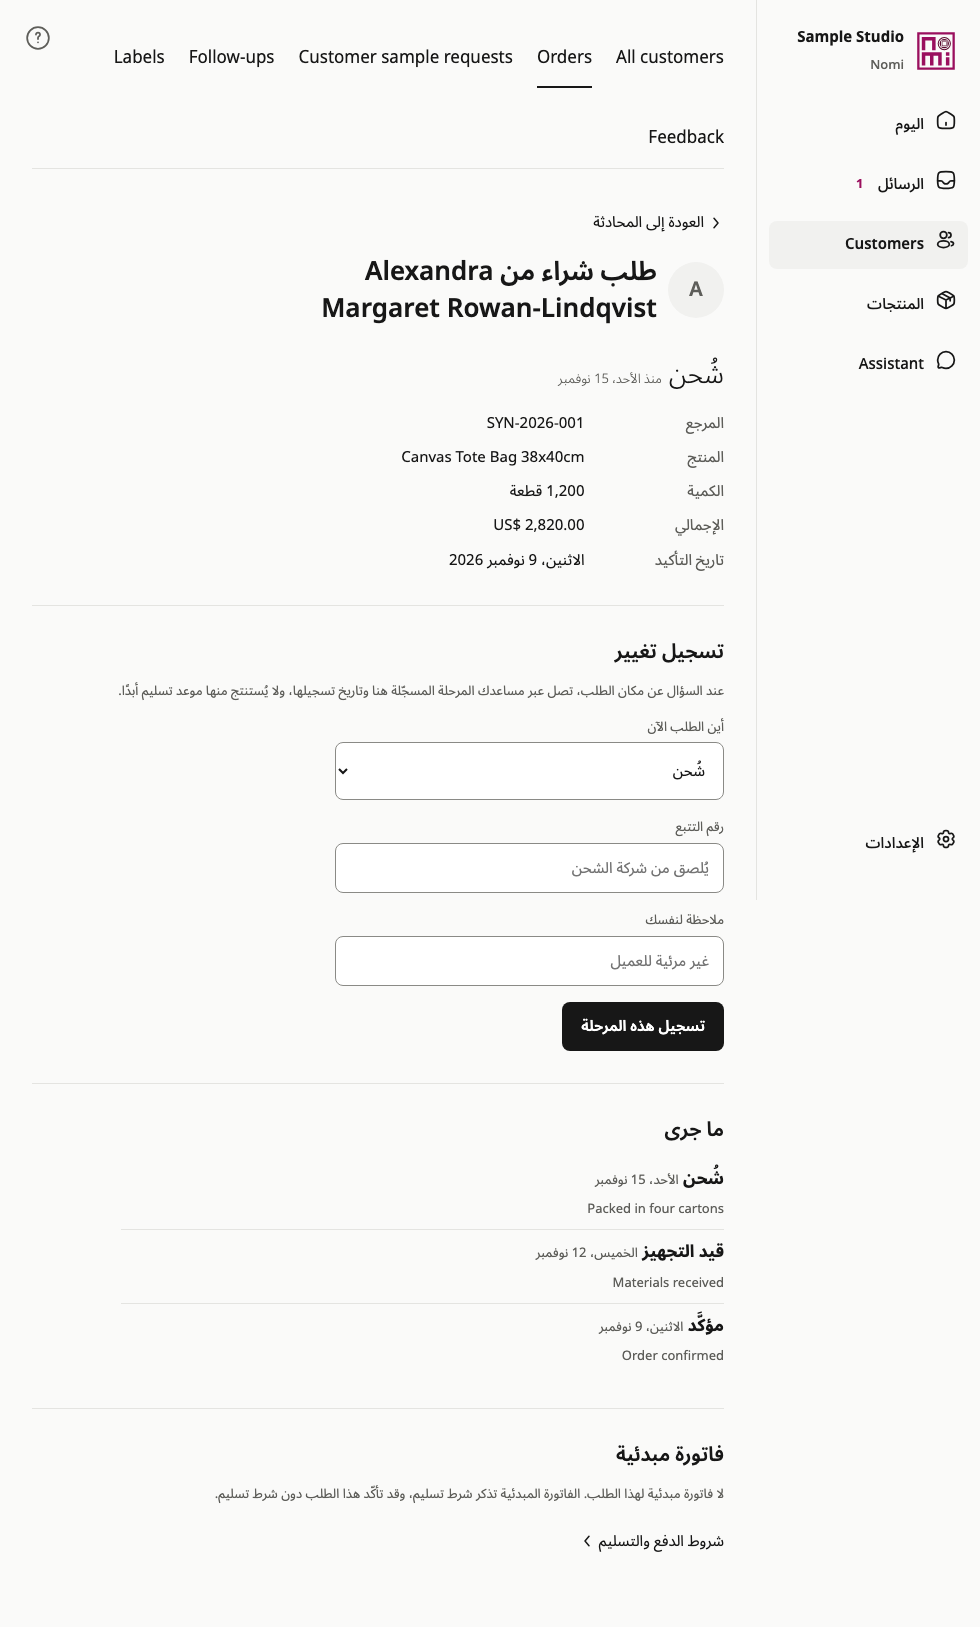 Sample Studio
Nomi
اليوم
الرسائل 1
Customers
المنتجات
Assistant
الإعدادات
All customers
Orders
Customer sample requests
Follow-ups
Labels
Feedback
العودة إلى المحادثة
A
طلب شراء من Alexandra
Margaret Rowan-Lindqvist
شُحن منذ الأحد، 15 نوفمبر
المرجع SYN-2026-001
المنتج Canvas Tote Bag 38x40cm
الكمية 1,200 قطعة
الإجمالي US$ 2,820.00
تاريخ التأكيد الاثنين، 9 نوفمبر 2026
تسجيل تغيير
عند السؤال عن مكان الطلب، تصل عبر مساعدك المرحلة المسجّلة هنا وتاريخ تسجيلها، ولا يُستنتج منها موعد تسليم أبدًا.
أين الطلب الآن
شُحن
رقم التتبع
يُلصق من شركة الشحن
ملاحظة لنفسك
غير مرئية للعميل
تسجيل هذه المرحلة
ما جرى
شُحن الأحد، 15 نوفمبر
Packed in four cartons
قيد التجهيز الخميس، 12 نوفمبر
Materials received
مؤكَّد الاثنين، 9 نوفمبر
Order confirmed
فاتورة مبدئية
لا فاتورة مبدئية لهذا الطلب. الفاتورة المبدئية تذكر شرط تسليم، وقد تأكّد هذا الطلب دون شرط تسليم.
شروط الدفع والتسليم